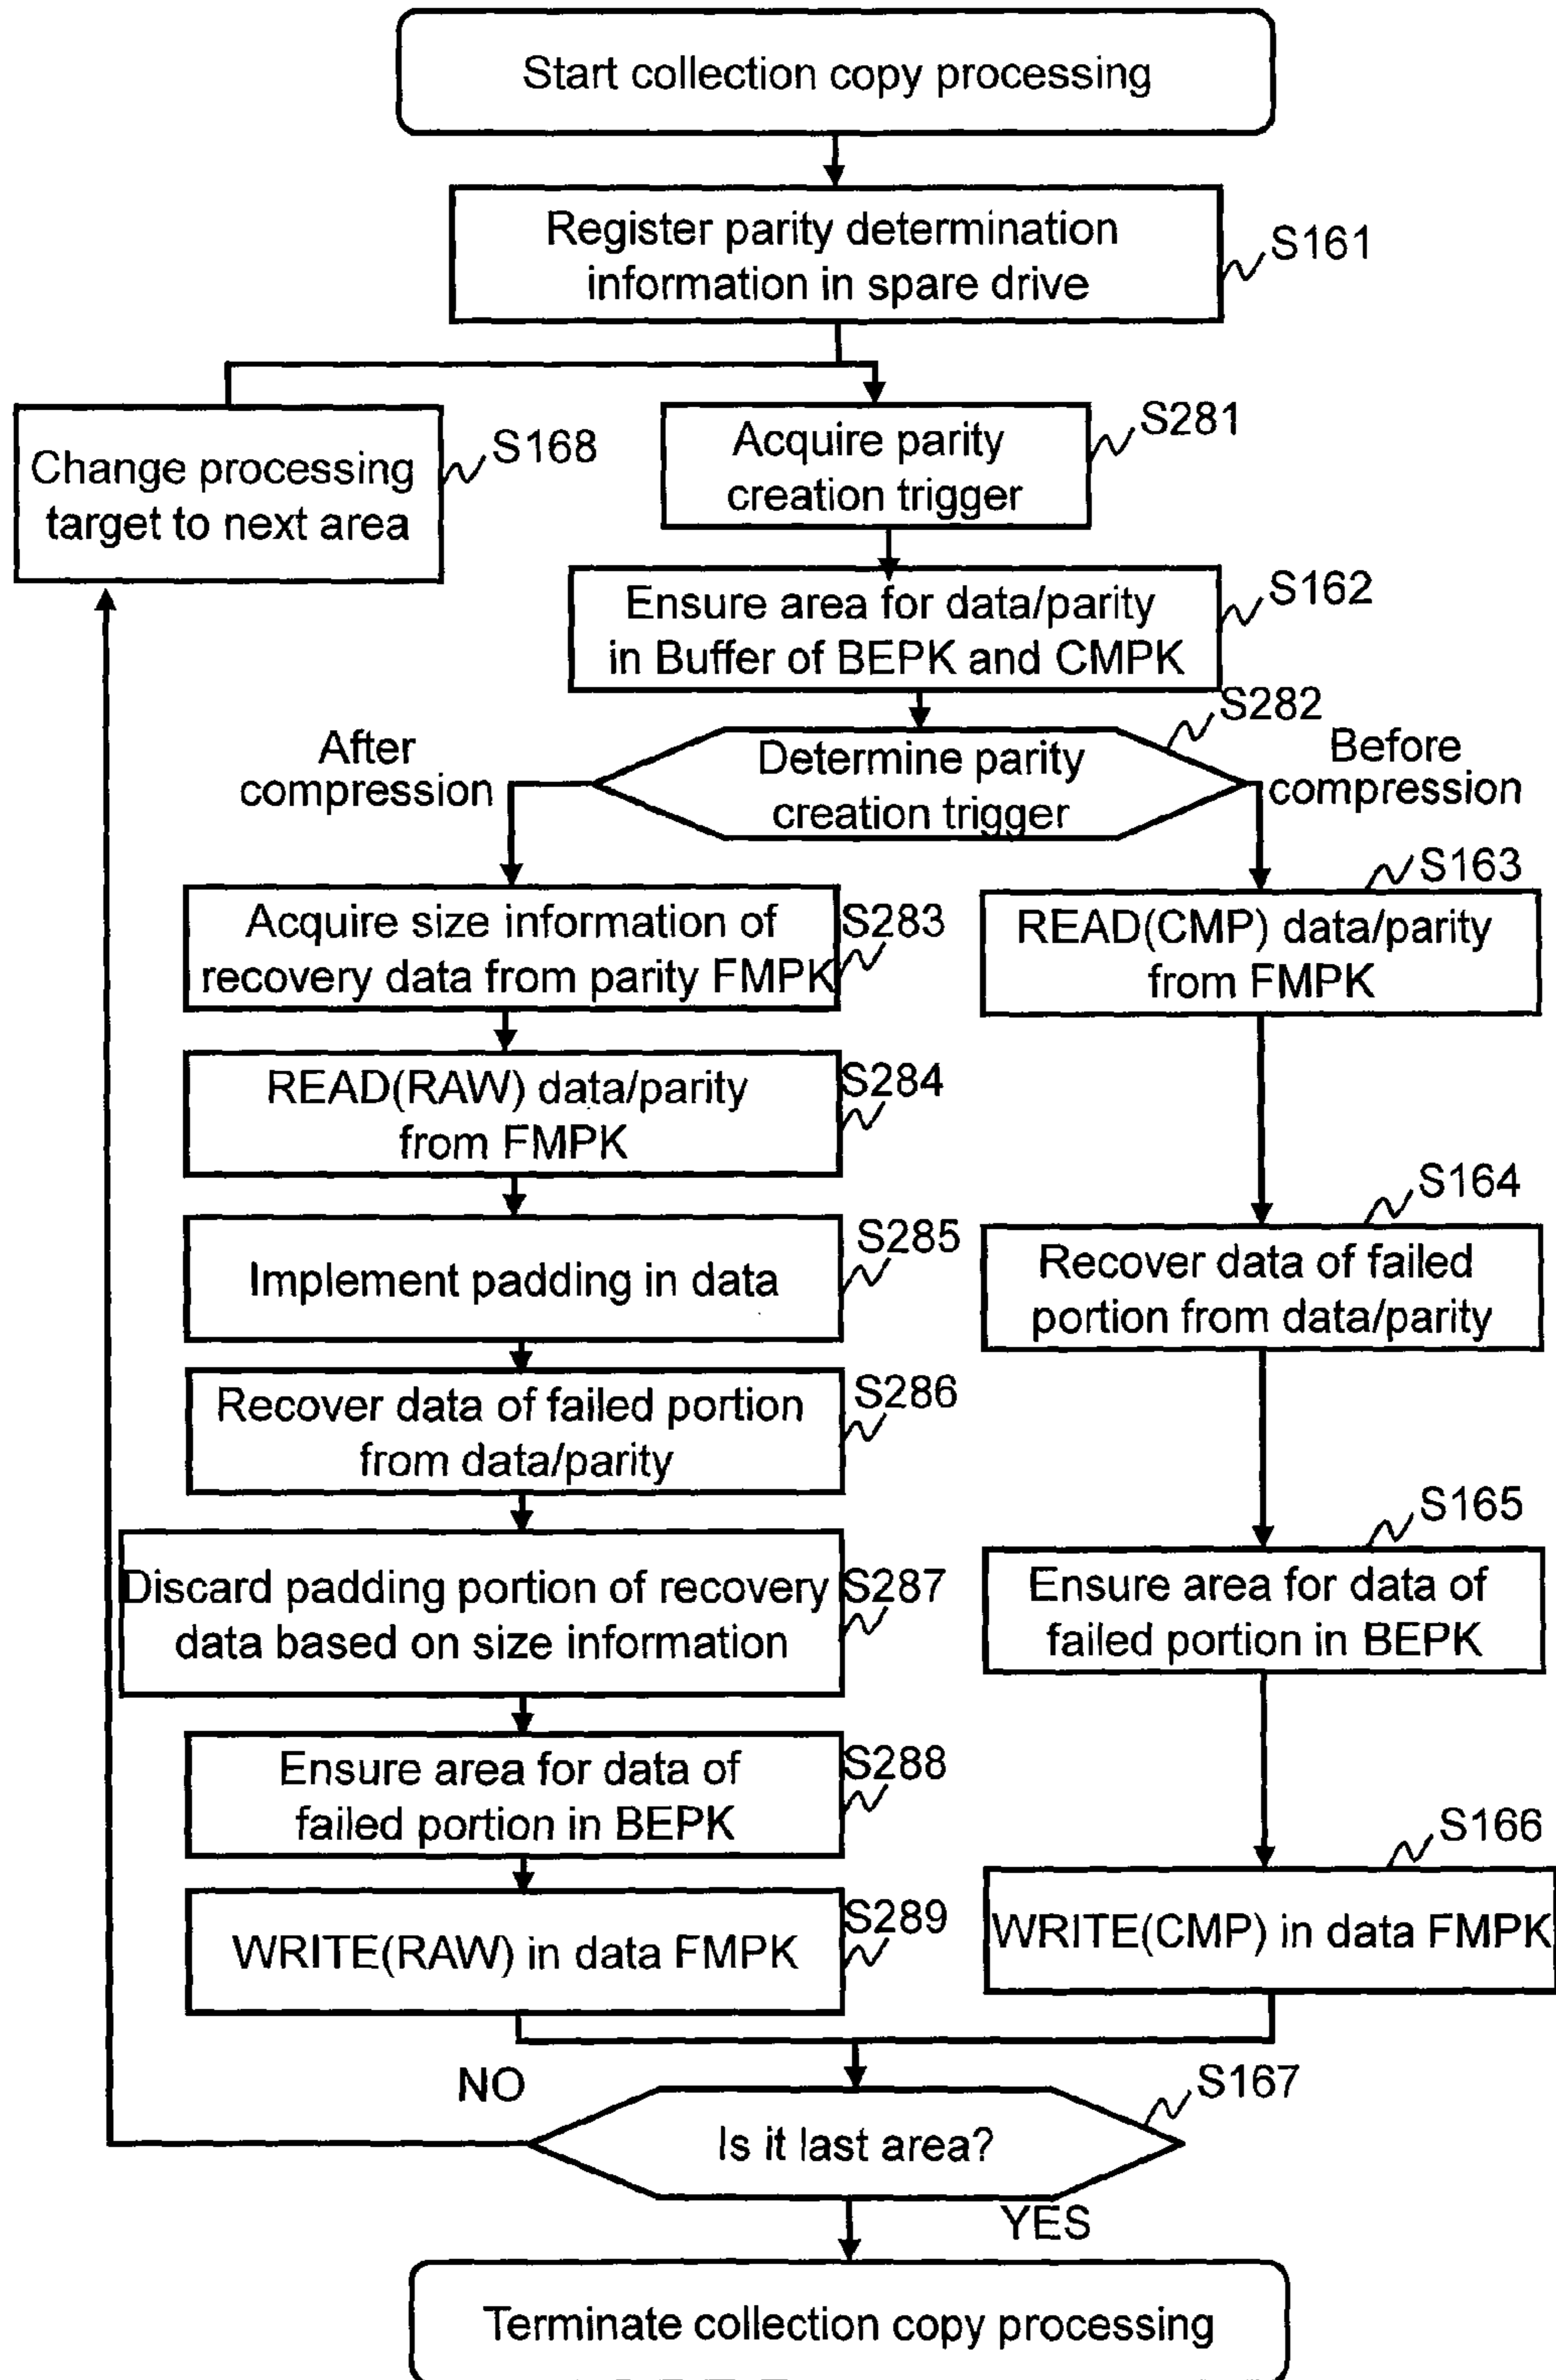 Start collection copy processing
Register parity determination
information in spare drive
S161
Change processing
target to next area
S168
Acquire parity
creation trigger
S281
Ensure area for data/parity
in Buffer of BEPK and CMPK
S162
Determine parity
creation trigger
S282
After
compression
Before
compression
Acquire size information of
recovery data from parity FMPK
S283
READ(RAW) data/parity
from FMPK
S284
Implement padding in data
S285
Recover data of failed portion
from data/parity
S286
Discard padding portion of recovery
data based on size information
S287
Ensure area for data of
failed portion in BEPK
S288
WRITE(RAW) in data FMPK
S289
S163
READ(CMP) data/parity
from FMPK
S164
Recover data of failed
portion from data/parity
S165
Ensure area for data of
failed portion in BEPK
S166
WRITE(CMP) in data FMPK
NO
S167
Is it last area?
YES
Terminate collection copy processing